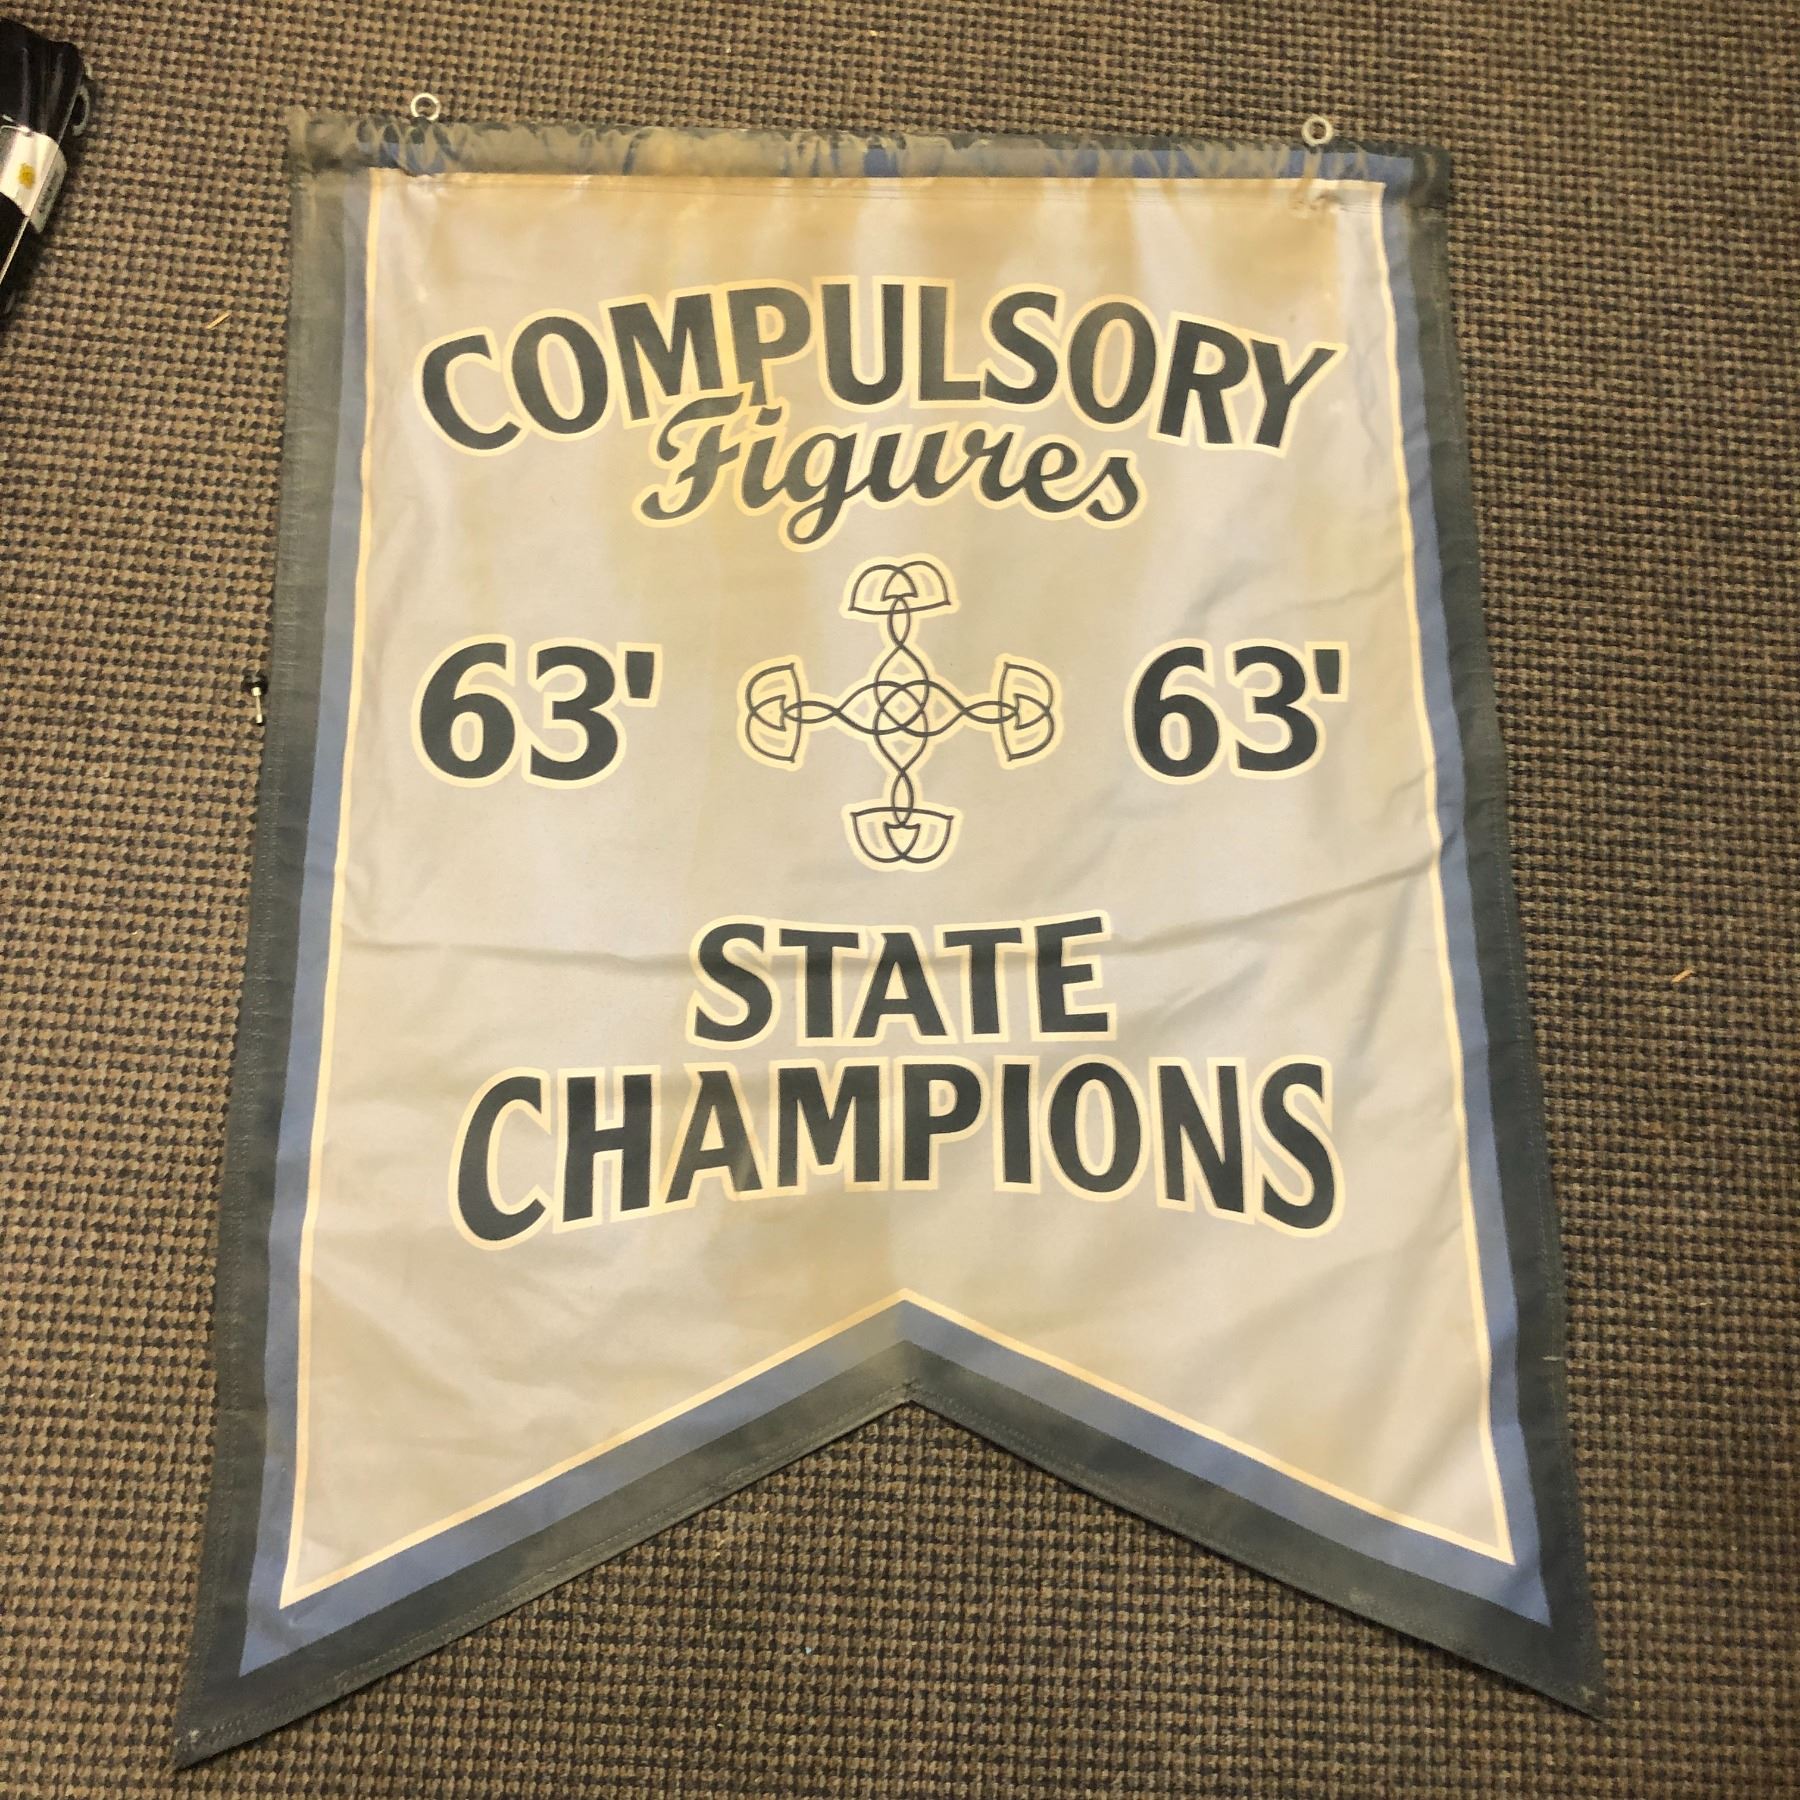 COMPULSORY
Figures
63' 63'
STATE
CHAMPIONS